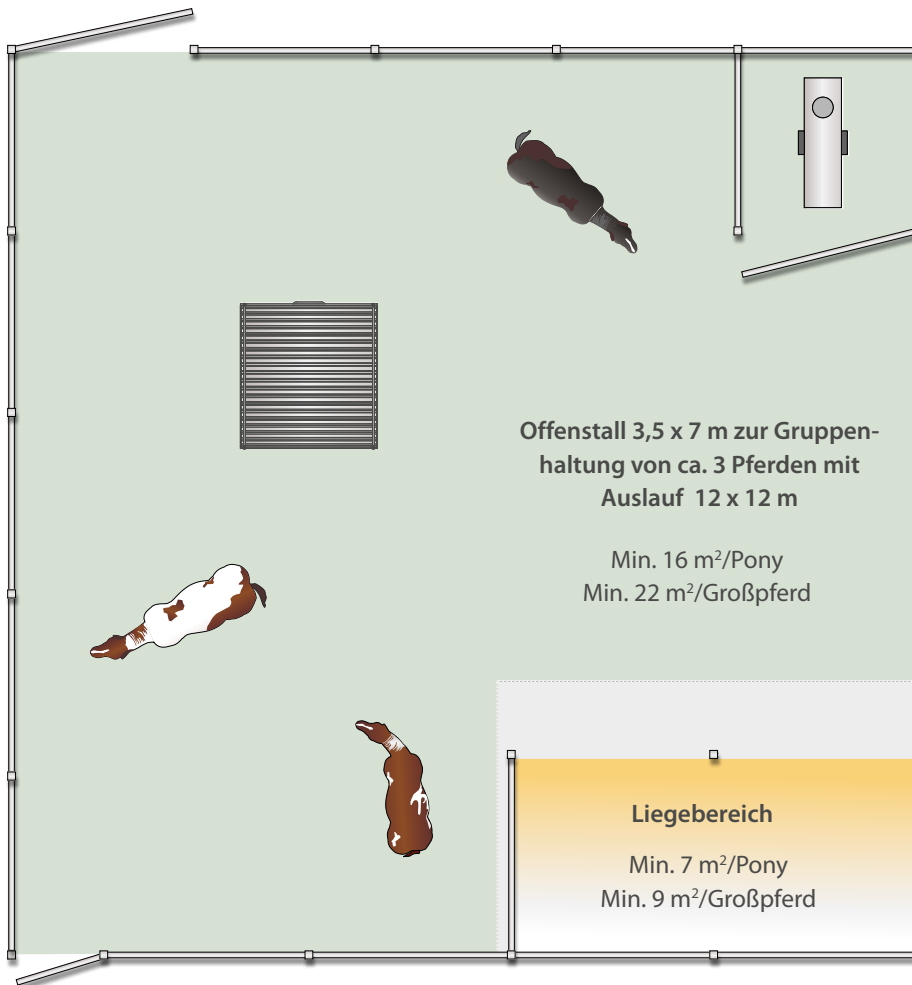 Offenstall 3,5 x 7 m zur Gruppen-
haltung von ca. 3 Pferden mit
Auslauf  12 x 12 m
Min. 16 m²/Pony
Min. 22 m²/Großpferd
Liegebereich
Min. 7 m²/Pony
Min. 9 m²/Großpferd